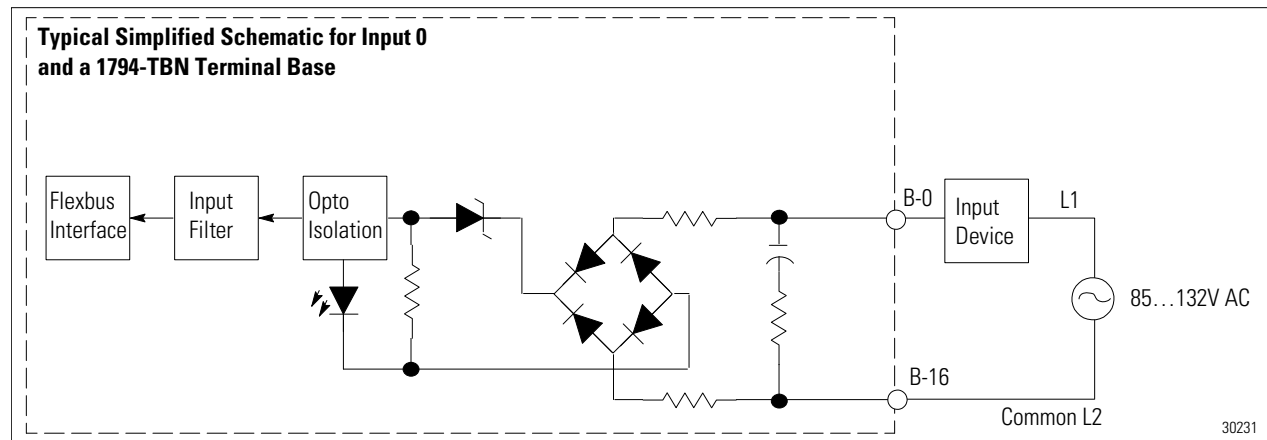 Typical Simplified Schematic for Input 0
and a 1794-TBN Terminal Base
Flexbus
Interface
Input
Filter
Opto
Isolation
B-0
Input
Device
L1
85…132V AC
B-16
Common L2
30231